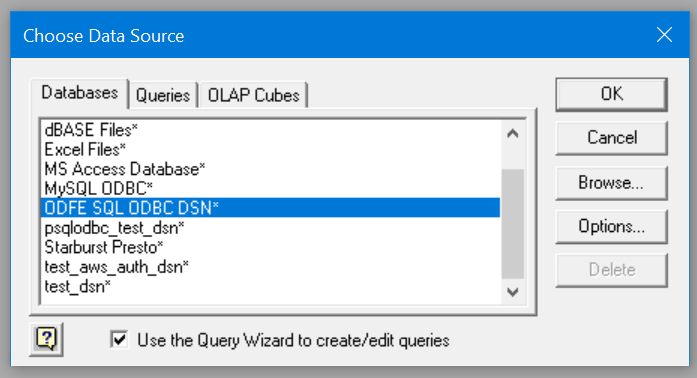 Choose Data Source
Databases Queries OLAP Cubes
dBASE Files*
Excel Files*
MS Access Database*
MySQL ODBC*
ODFE SQL ODBC DSN*
psqlodbc_test_dsn*
Starburst Presto*
test_aws_auth_dsn*
test_dsn*
OK
Cancel
Browse...
Options...
Delete
?
Use the Query Wizard to create/edit queries